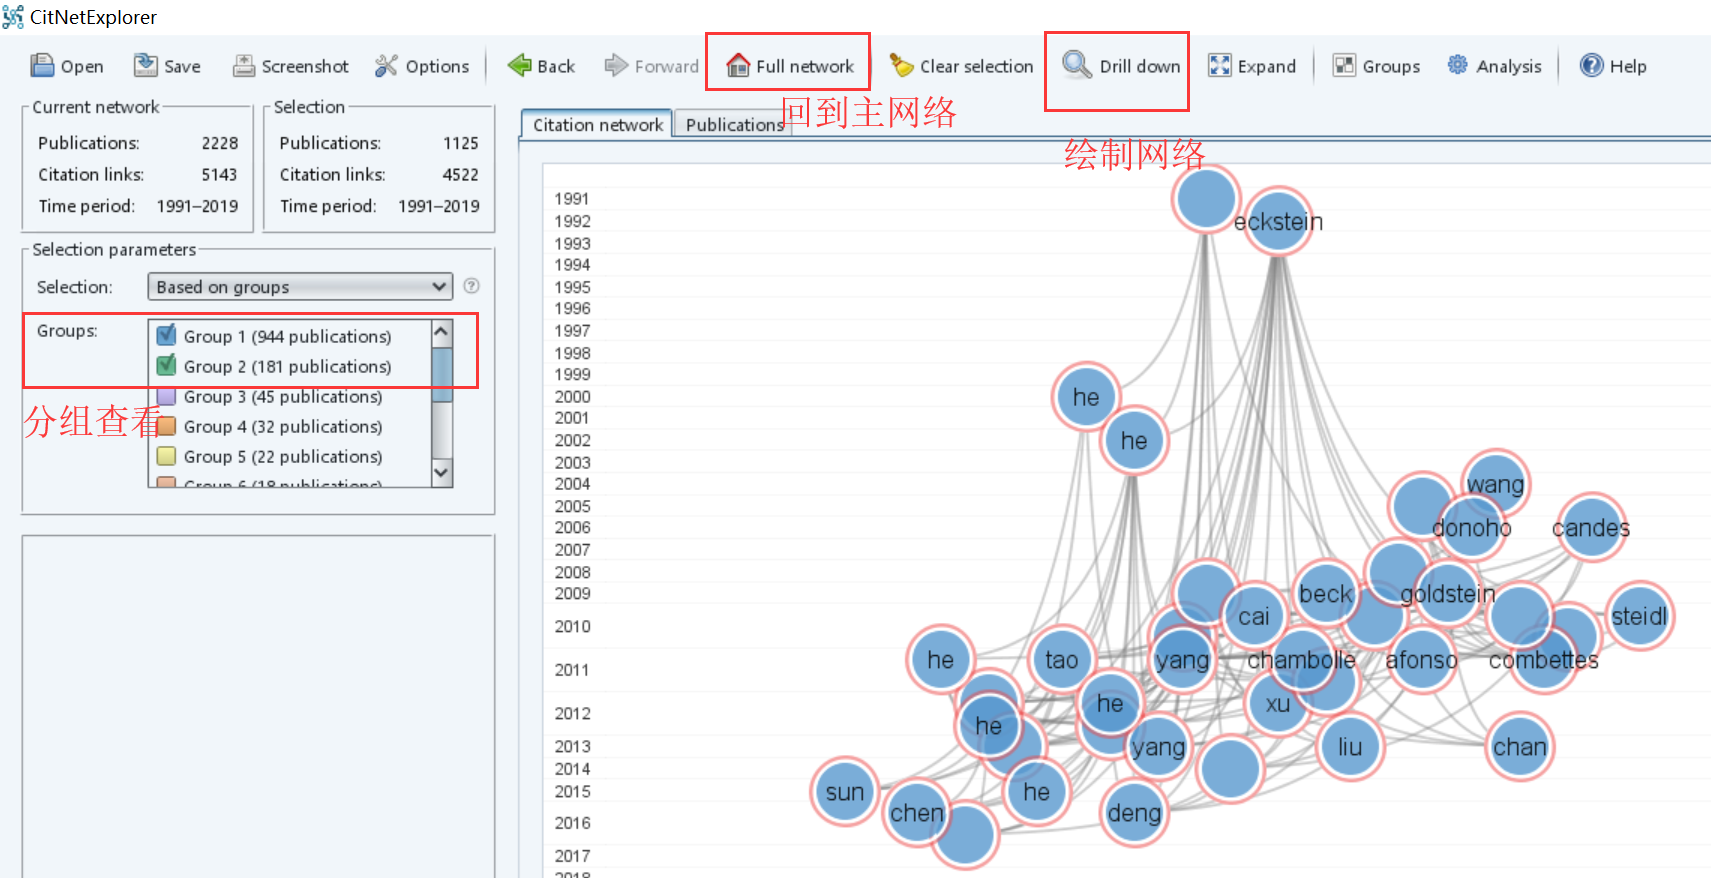 CitNetExplorer
Open Save Screenshot Options Back Forward Full network Clear selection Drill down Expand Groups Analysis Help
回到主网络
绘制网络
Current network
Publications: 2228
Citation links: 5143
Time period: 1991–2019
Selection
Publications: 1125
Citation links: 4522
Time period: 1991–2019
Selection parameters
Selection: Based on groups ?
Groups:
Group 1 (944 publications)
Group 2 (181 publications)
Group 3 (45 publications)
Group 4 (32 publications)
Group 5 (22 publications)
Group 6 (18 publications)
分组查看
Citation network Publications
1991
1992 eckstein
1993
1994
1995
1996
1997
1998
1999
2000 he
2001
2002 he
2003
2004 wang
2005
2006 donoho candes
2007
2008
2009 beck goldstein
2010 cai steidl
2011 he tao yang chambolle afonso combettes
2012 he he xu
2013 yang liu chan
2014
2015 sun he
2016 chen deng
2017
2018